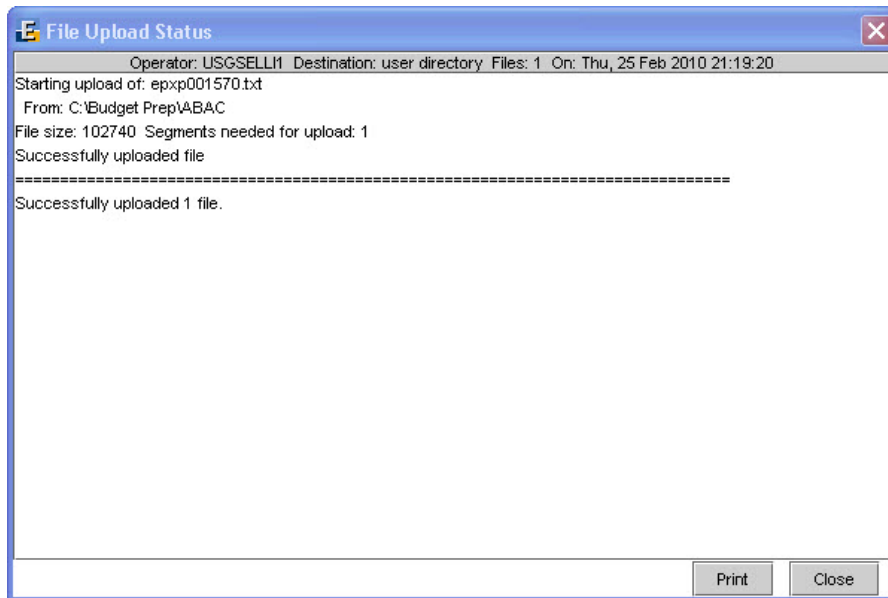 File Upload Status
Operator: USGSELLI1 Destination: user directory Files: 1 On: Thu, 25 Feb 2010 21:19:20
Starting upload of: epxp001570.txt
From: C:\Budget Prep\ABAC
File size: 102740 Segments needed for upload: 1
Successfully uploaded file
================================================================================
Successfully uploaded 1 file.
Print Close